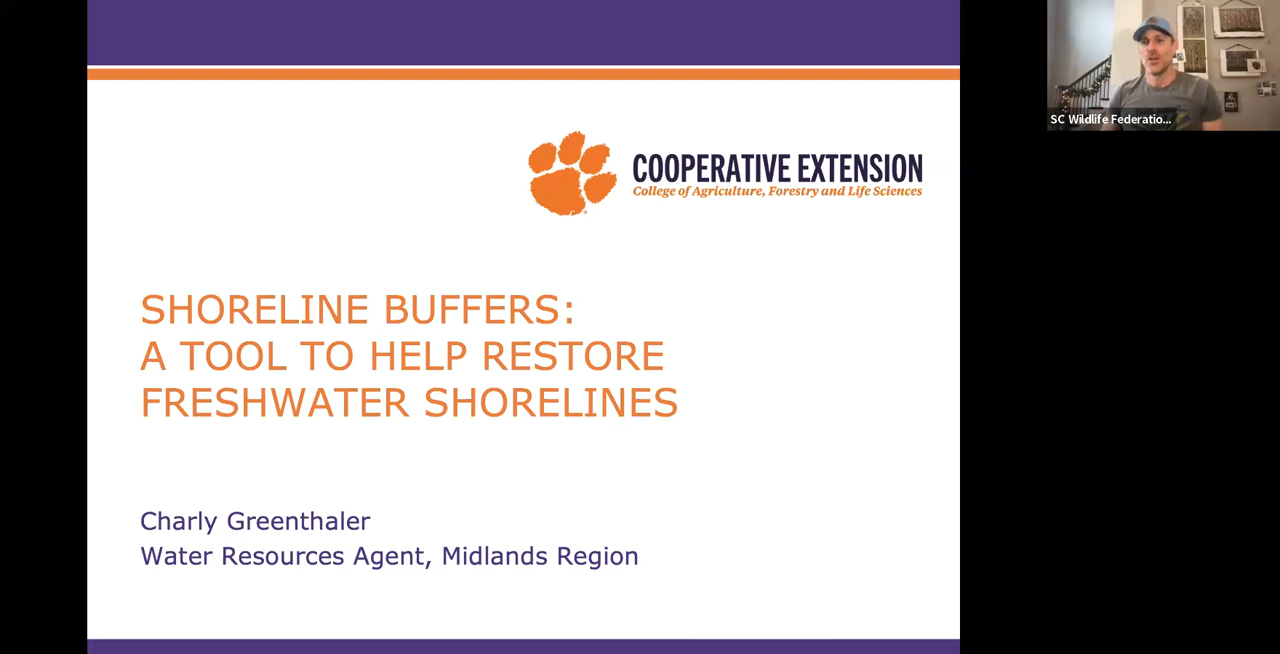 COOPERATIVE EXTENSION
College of Agriculture, Forestry and Life Sciences
SHORELINE BUFFERS:
A TOOL TO HELP RESTORE
FRESHWATER SHORELINES
Charly Greenthaler
Water Resources Agent, Midlands Region
SC Wildlife Federatio...